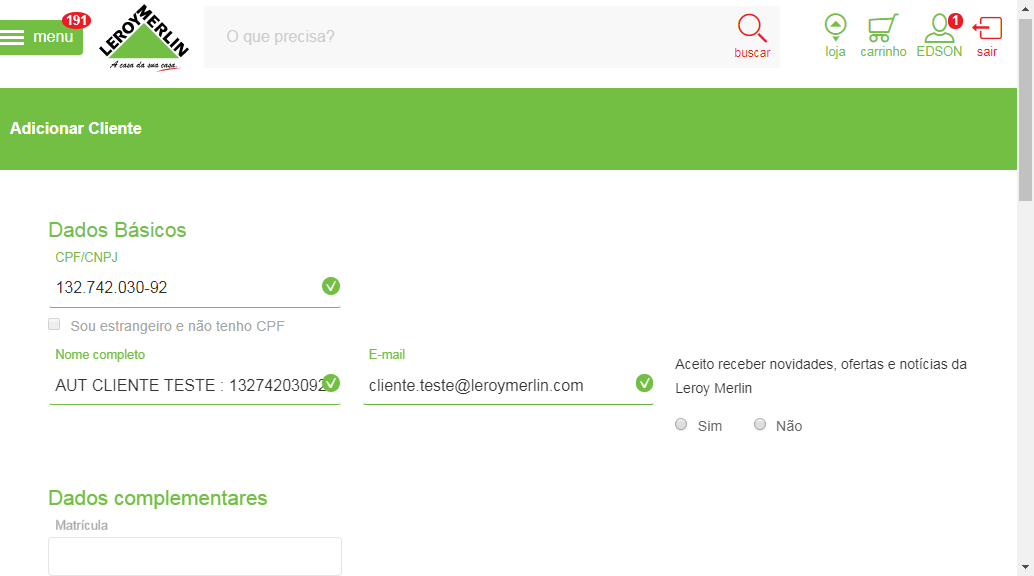 191
menu
LEROY MERLIN
A casa da sua casa.
O que precisa?
buscar
loja
carrinho
1
EDSON
sair
Adicionar Cliente
Dados Básicos
CPF/CNPJ
132.742.030-92
Sou estrangeiro e não tenho CPF
Nome completo
AUT CLIENTE TESTE : 13274203092
E-mail
cliente.teste@leroymerlin.com
Aceito receber novidades, ofertas e notícias da
Leroy Merlin
Sim
Não
Dados complementares
Matrícula